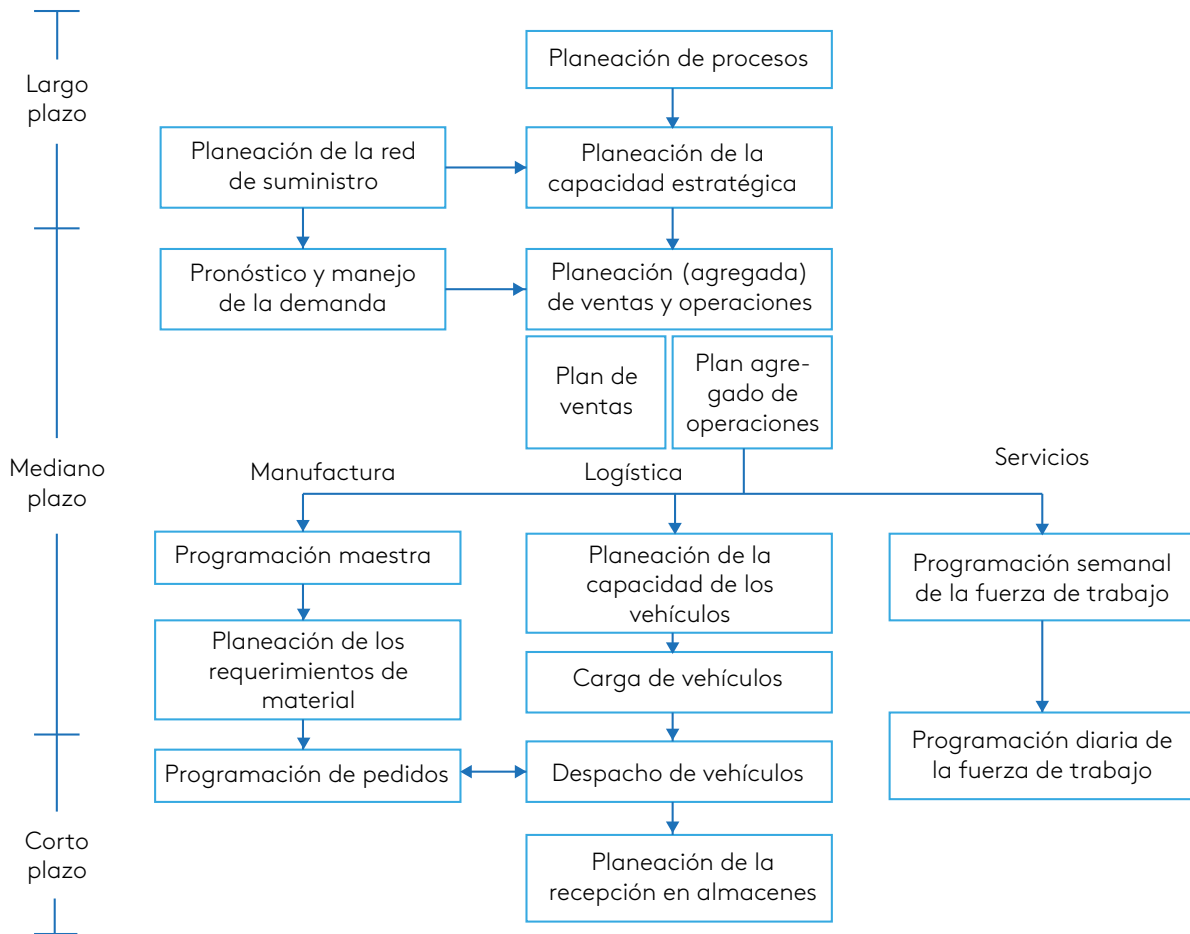 Largo
plazo
Planeación de procesos
Planeación de la red
de suministro
Planeación de la
capacidad estratégica
Pronóstico y manejo
de la demanda
Planeación (agregada)
de ventas y operaciones
Plan de
ventas
Plan agre-
gado de
operaciones
Mediano
plazo
Manufactura
Logística
Servicios
Programación maestra
Planeación de la
capacidad de los
vehículos
Programación semanal
de la fuerza de trabajo
Planeación de los
requerimientos de
material
Carga de vehículos
Programación de pedidos
Despacho de vehículos
Programación diaria de
la fuerza de trabajo
Corto
plazo
Planeación de la
recepción en almacenes